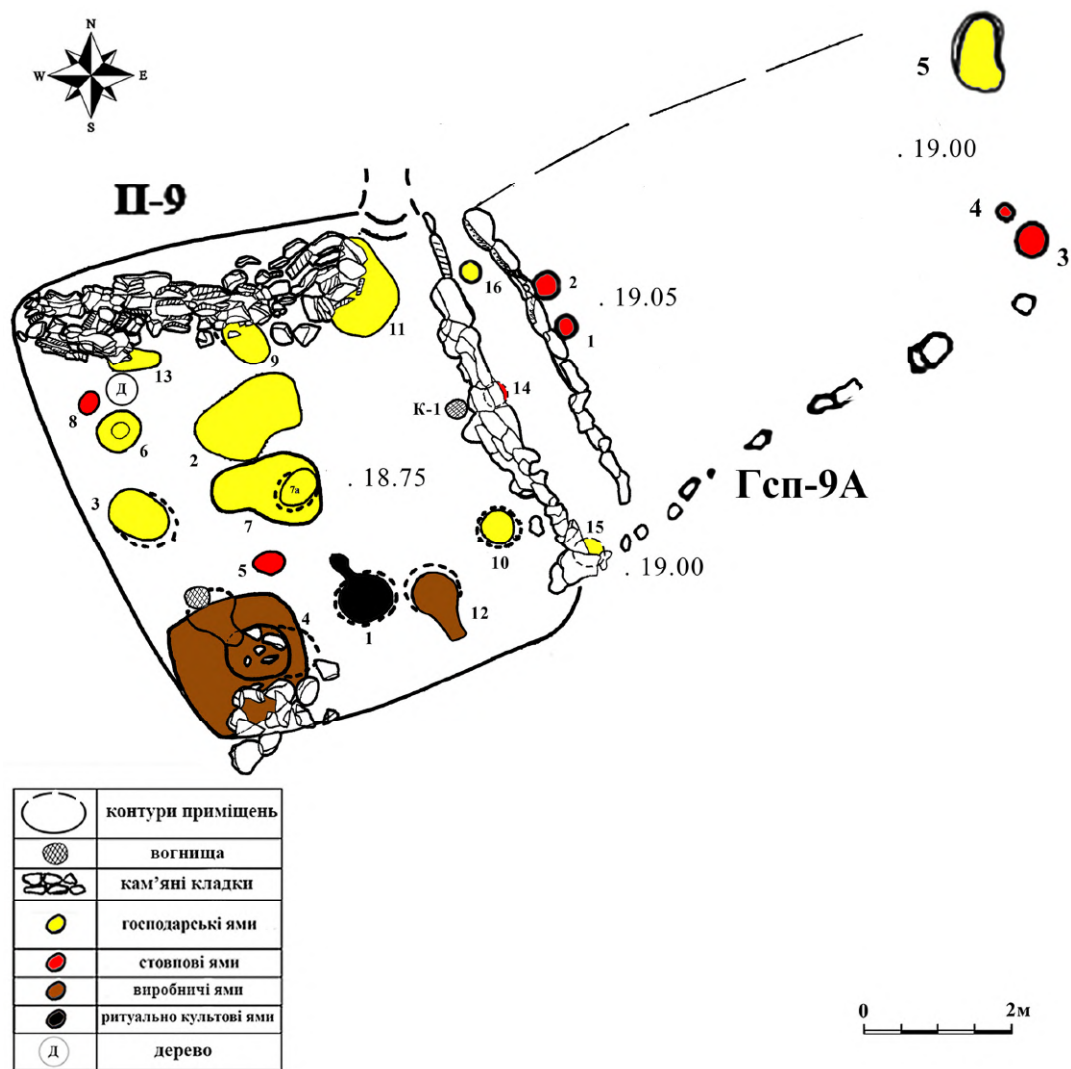 N
W E
S
5
. 19.00
4
3
П-9
16
2
. 19.05
1
11
9
13
Д
8
6
14
К-1
2
3
7а
. 18.75
7
Гсп-9А
10
15
5
. 19.00
4
1
12
контури приміщень
вогнища
кам’яні кладки
господарські ями
стовпові ями
виробничі ями
ритуально культові ями
Д дерево
0 2м